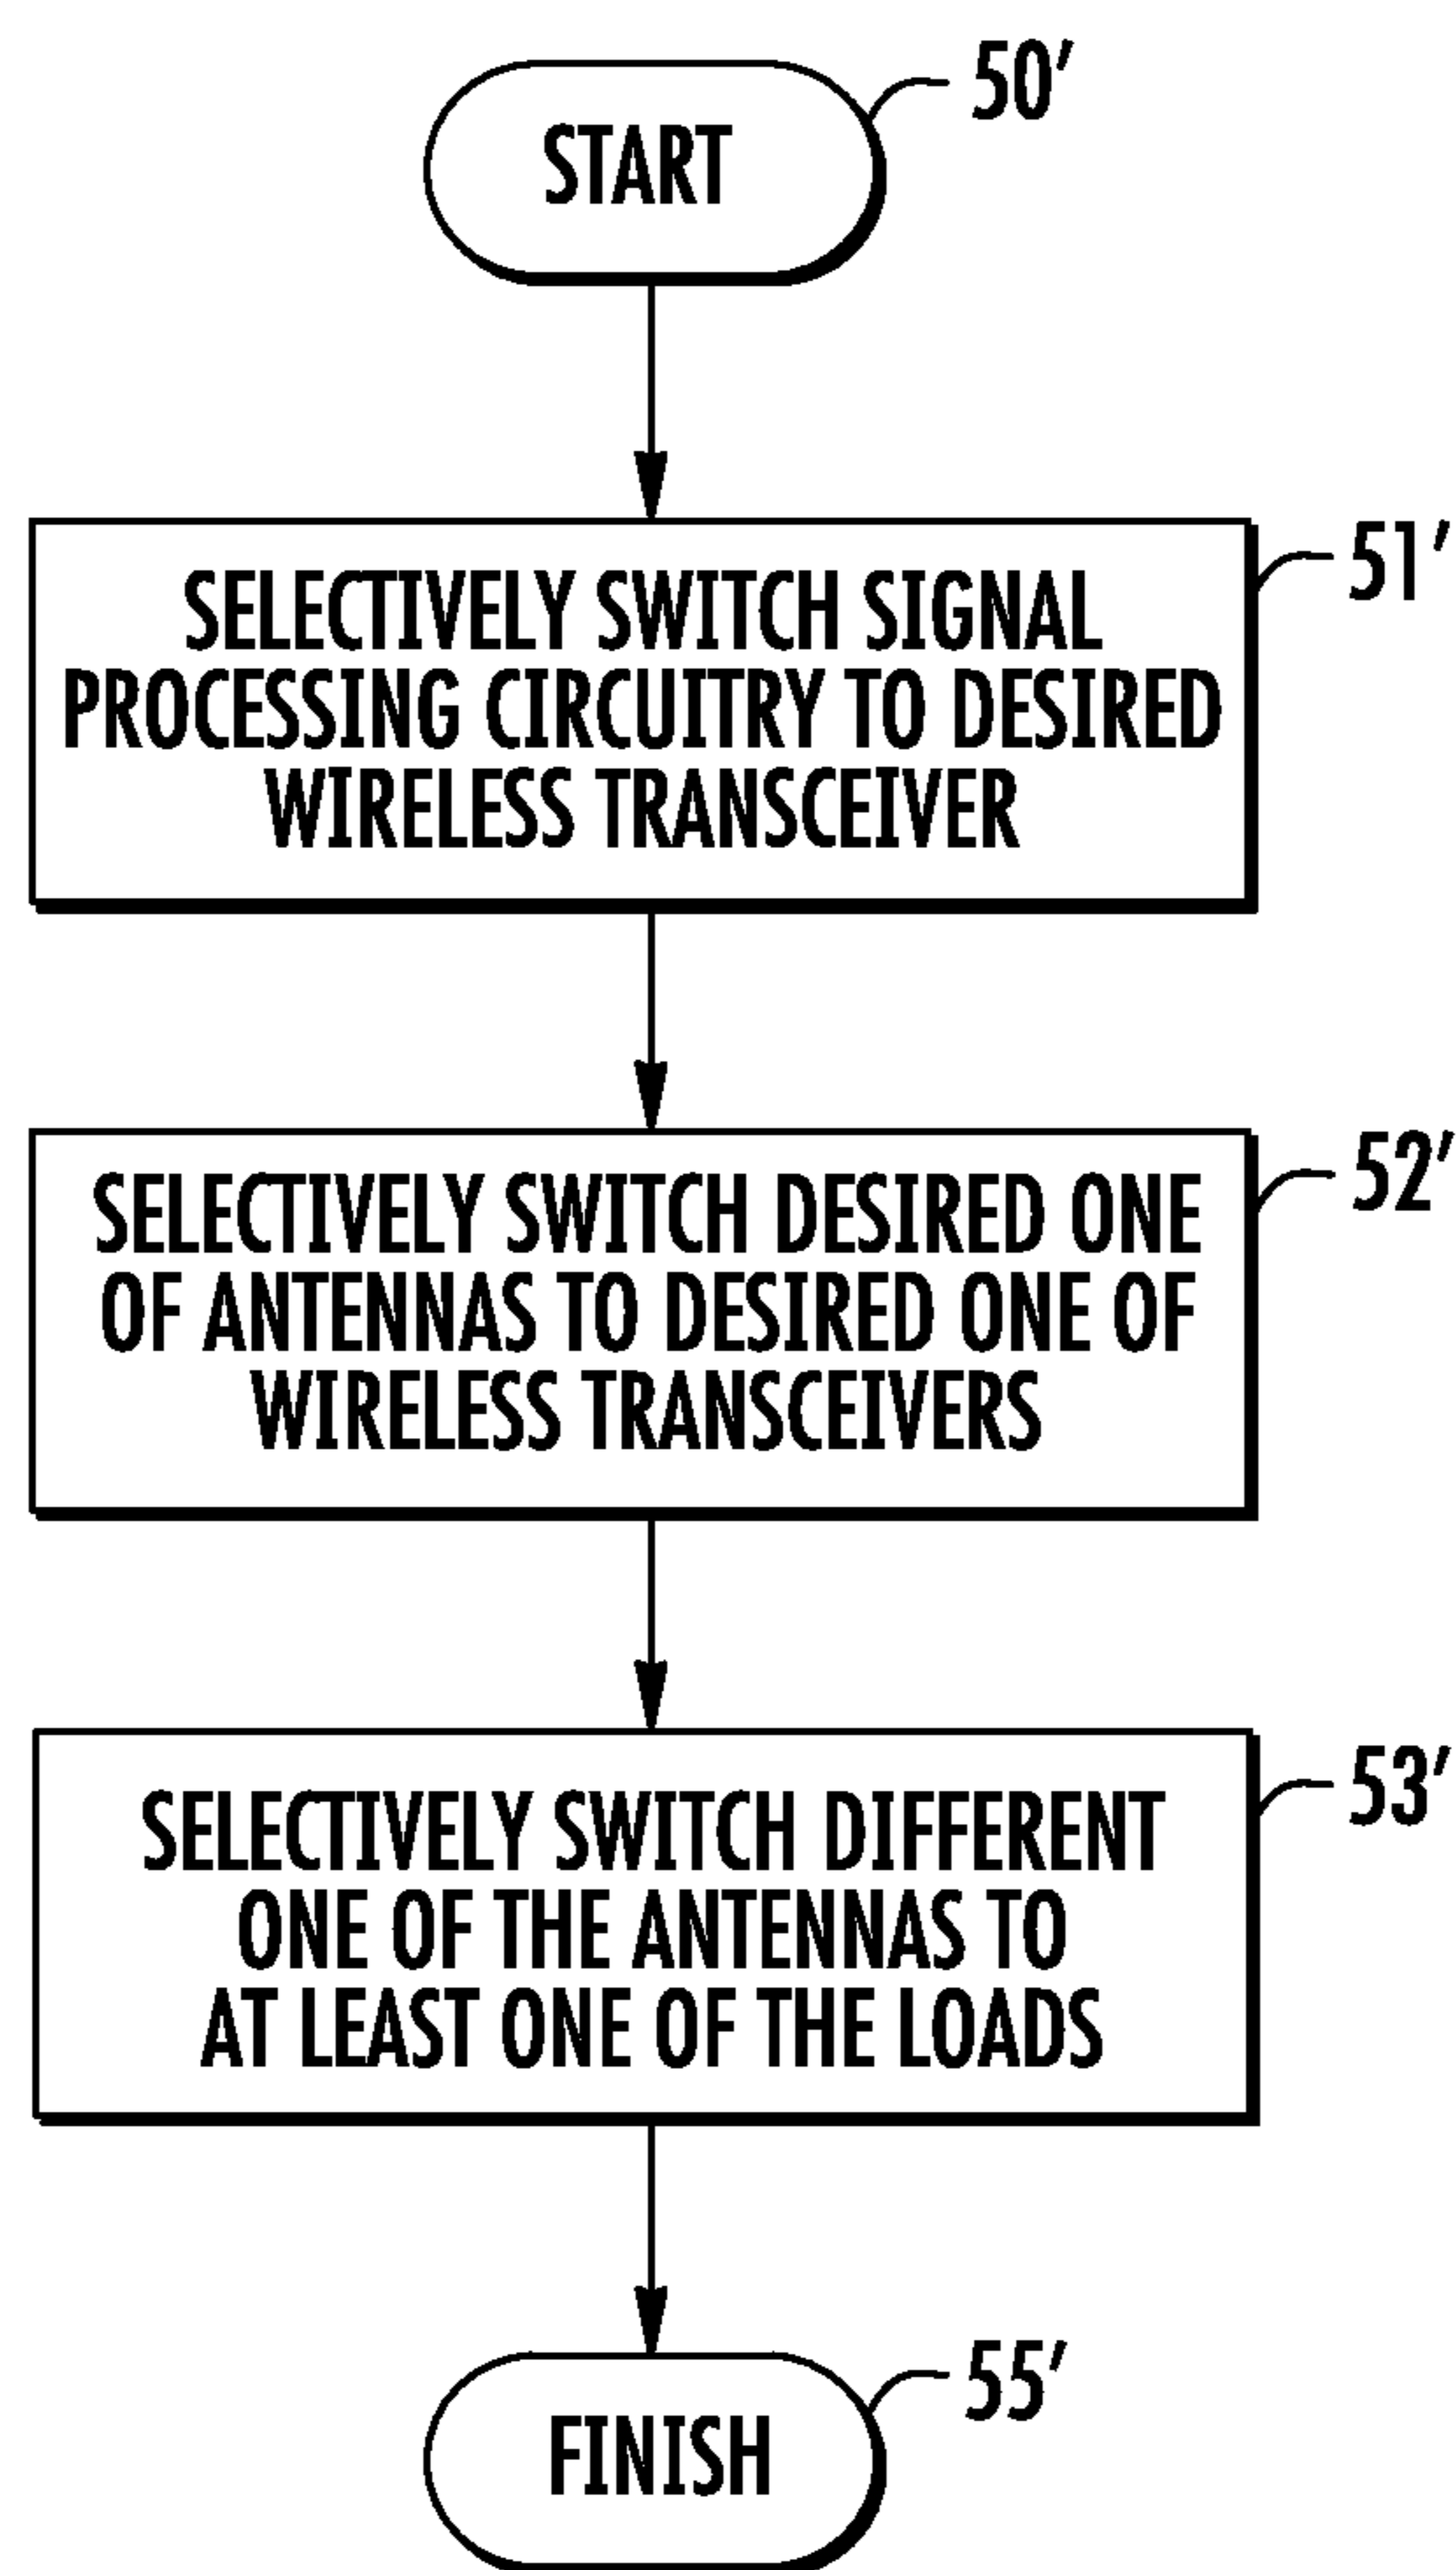 50'
START
51'
SELECTIVELY SWITCH SIGNAL
PROCESSING CIRCUITRY TO DESIRED
WIRELESS TRANSCEIVER
52'
SELECTIVELY SWITCH DESIRED ONE
OF ANTENNAS TO DESIRED ONE OF
WIRELESS TRANSCEIVERS
53'
SELECTIVELY SWITCH DIFFERENT
ONE OF THE ANTENNAS TO
AT LEAST ONE OF THE LOADS
55'
FINISH